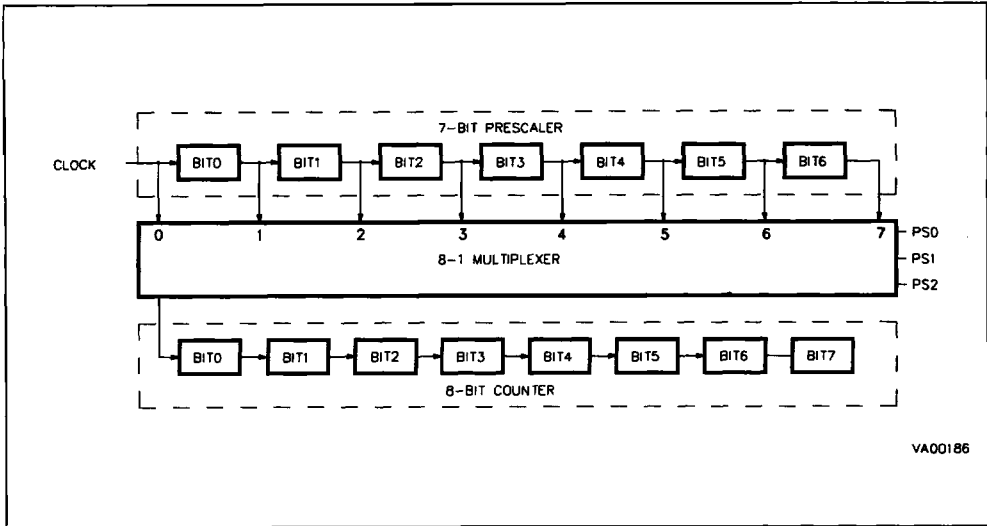 7-BIT PRESCALER
CLOCK
BIT0 BIT1 BIT2 BIT3 BIT4 BIT5 BIT6
0 1 2 3 4 5 6 7
PS0
8-1 MULTIPLEXER
PS1
PS2
BIT0 BIT1 BIT2 BIT3 BIT4 BIT5 BIT6 BIT7
8-BIT COUNTER
VA00186